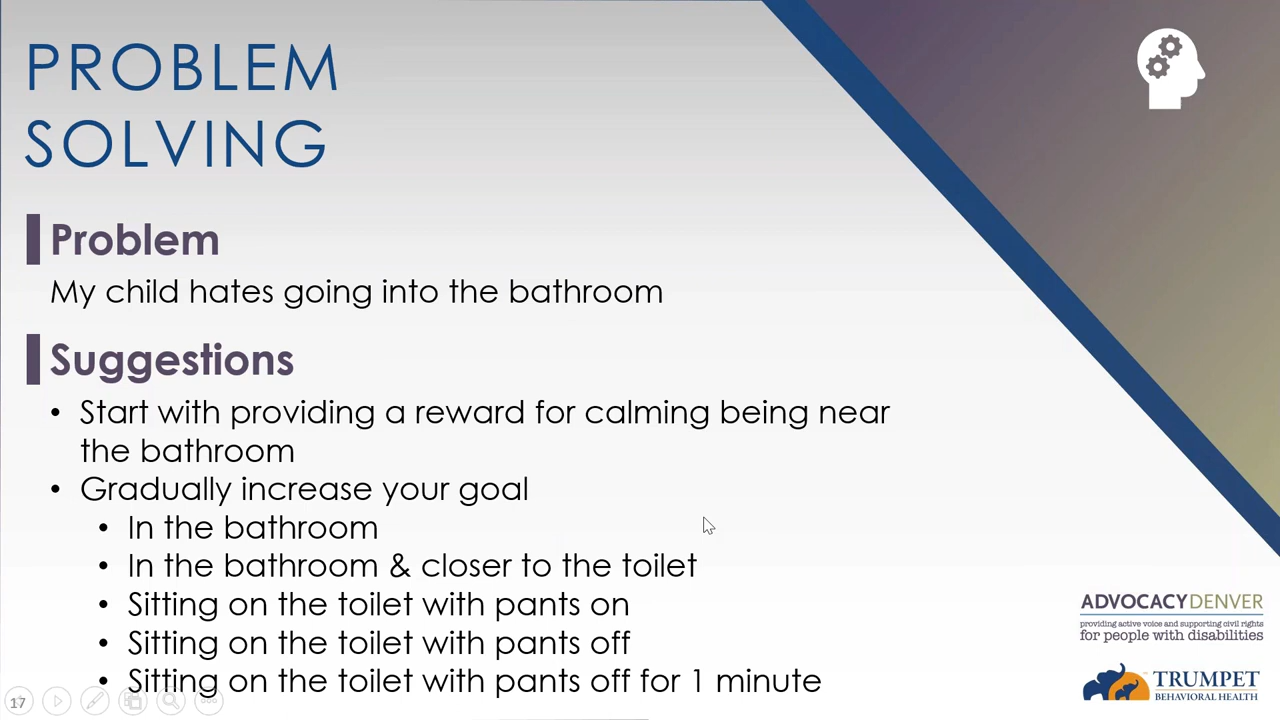 PROBLEM
SOLVING
Problem
My child hates going into the bathroom
Suggestions
• Start with providing a reward for calming being near
the bathroom
• Gradually increase your goal
• In the bathroom
• In the bathroom & closer to the toilet
• Sitting on the toilet with pants on
• Sitting on the toilet with pants off
• Sitting on the toilet with pants off for 1 minute
ADVOCACYDENVER
providing active voice and supporting civil rights
for people with disabilities
TRUMPET
BEHAVIORAL HEALTH
17